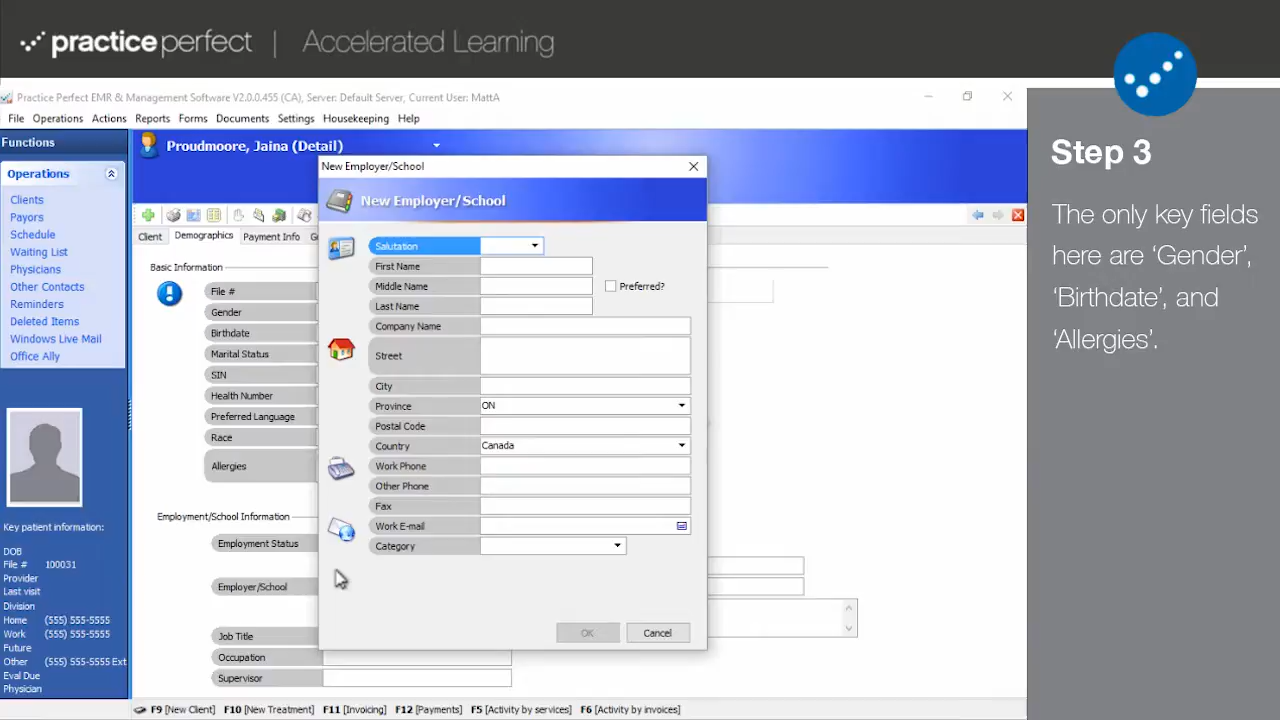 practiceperfect | Accelerated Learning
Practice Perfect EMR & Management Software V2.0.0.455 (CA), Server: Default Server, Current User: MattA
File Operations Actions Reports Forms Documents Settings Housekeeping Help
Functions
Operations
Clients
Payors
Schedule
Waiting List
Physicians
Other Contacts
Reminders
Deleted Items
Windows Live Mail
Office Ally
Key patient information:
DOB
File # 100031
Provider
Last visit
Division
Home (555) 555-5555
Work (555) 555-5555
Future
Other (555) 555-5555 Ext
Eval Due
Physician
Proudmoore, Jaina (Detail)
Client Demographics Payment Info
Basic Information
File #
Gender
Birthdate
Marital Status
SIN
Health Number
Preferred Language
Race
Allergies
Employment/School Information
Employment Status
Employer/School
Job Title
Occupation
Supervisor
New Employer/School
New Employer/School
Salutation
First Name
Middle Name
Preferred?
Last Name
Company Name
Street
City
Province ON
Postal Code
Country Canada
Work Phone
Other Phone
Fax
Work E-mail
Category
OK Cancel
F9 [New Client] F10 [New Treatment] F11 [Invoicing] F12 [Payments] F5 [Activity by services] F6 [Activity by invoices]
Step 3
The only key fields
here are ‘Gender’,
‘Birthdate’, and
‘Allergies’.